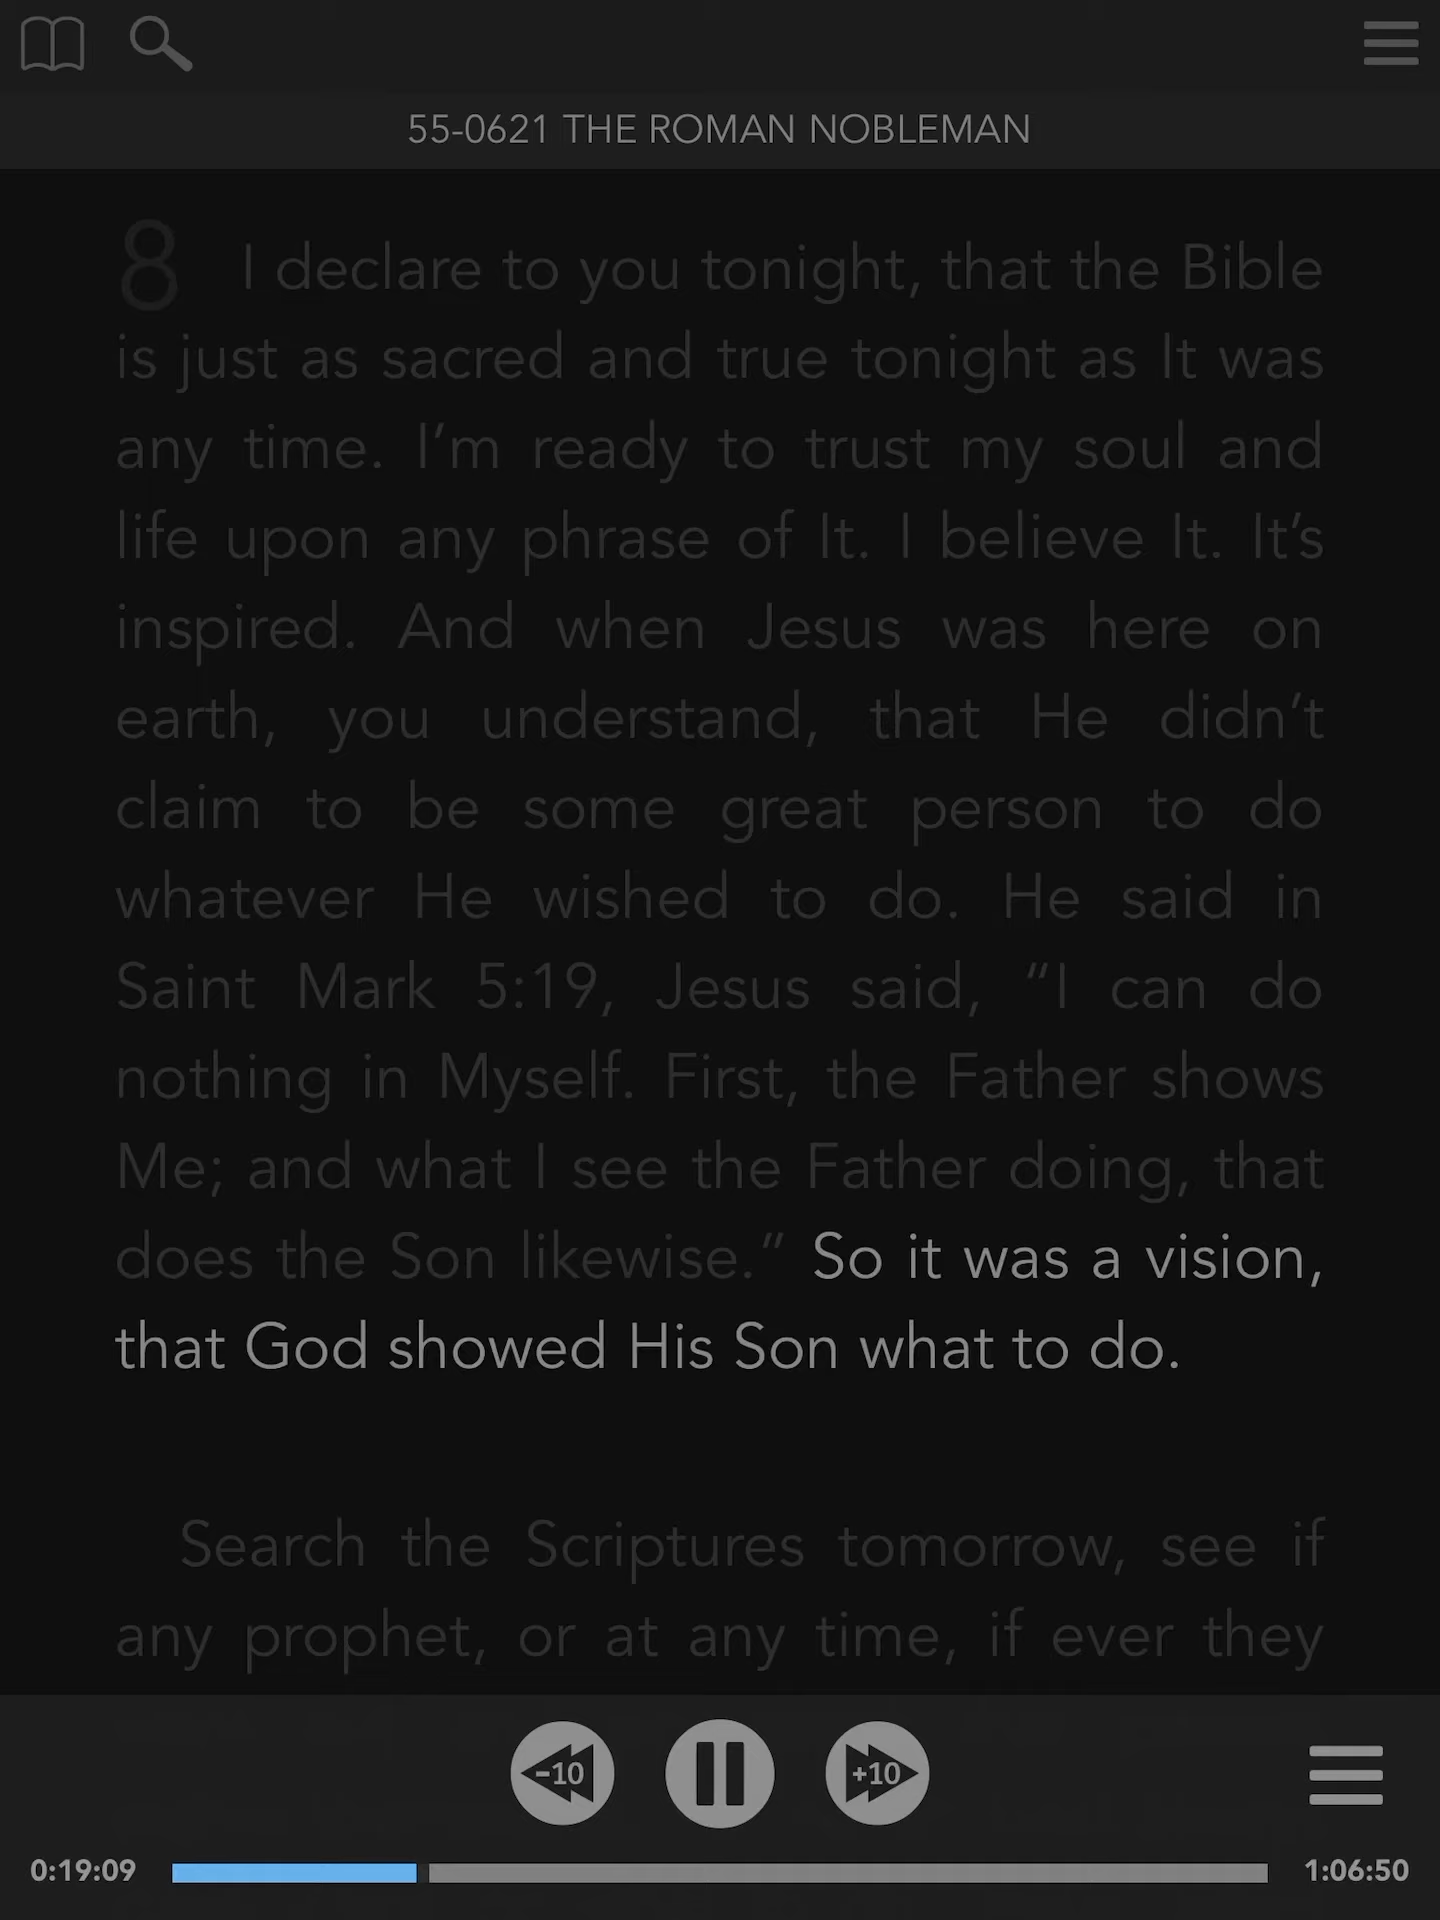 55-0621 THE ROMAN NOBLEMAN
8 I declare to you tonight, that the Bible
is just as sacred and true tonight as It was
any time. I’m ready to trust my soul and
life upon any phrase of It. I believe It. It’s
inspired. And when Jesus was here on
earth, you understand, that He didn’t
claim to be some great person to do
whatever He wished to do. He said in
Saint Mark 5:19, Jesus said, “I can do
nothing in Myself. First, the Father shows
Me; and what I see the Father doing, that
does the Son likewise.” So it was a vision,
that God showed His Son what to do.
Search the Scriptures tomorrow, see if
any prophet, or at any time, if ever they
-10 +10
0:19:09 1:06:50